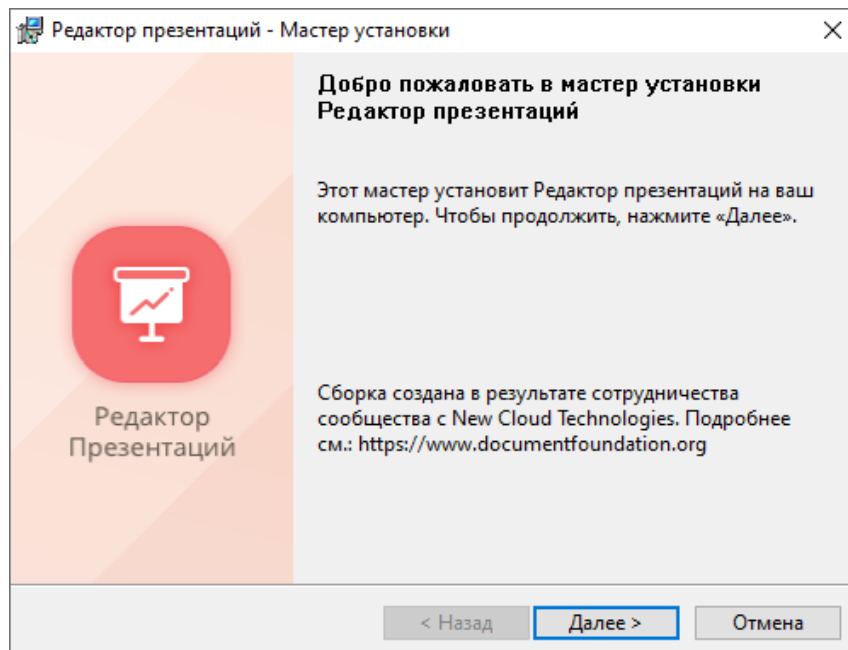 Редактор презентаций - Мастер установки
Добро пожаловать в мастер установки
Редактор презентаций
Этот мастер установит Редактор презентаций на ваш
компьютер. Чтобы продолжить, нажмите «Далее».
Редактор
Презентаций
Сборка создана в результате сотрудничества
сообщества с New Cloud Technologies. Подробнее
см.: https://www.documentfoundation.org
< Назад
Далее >
Отмена